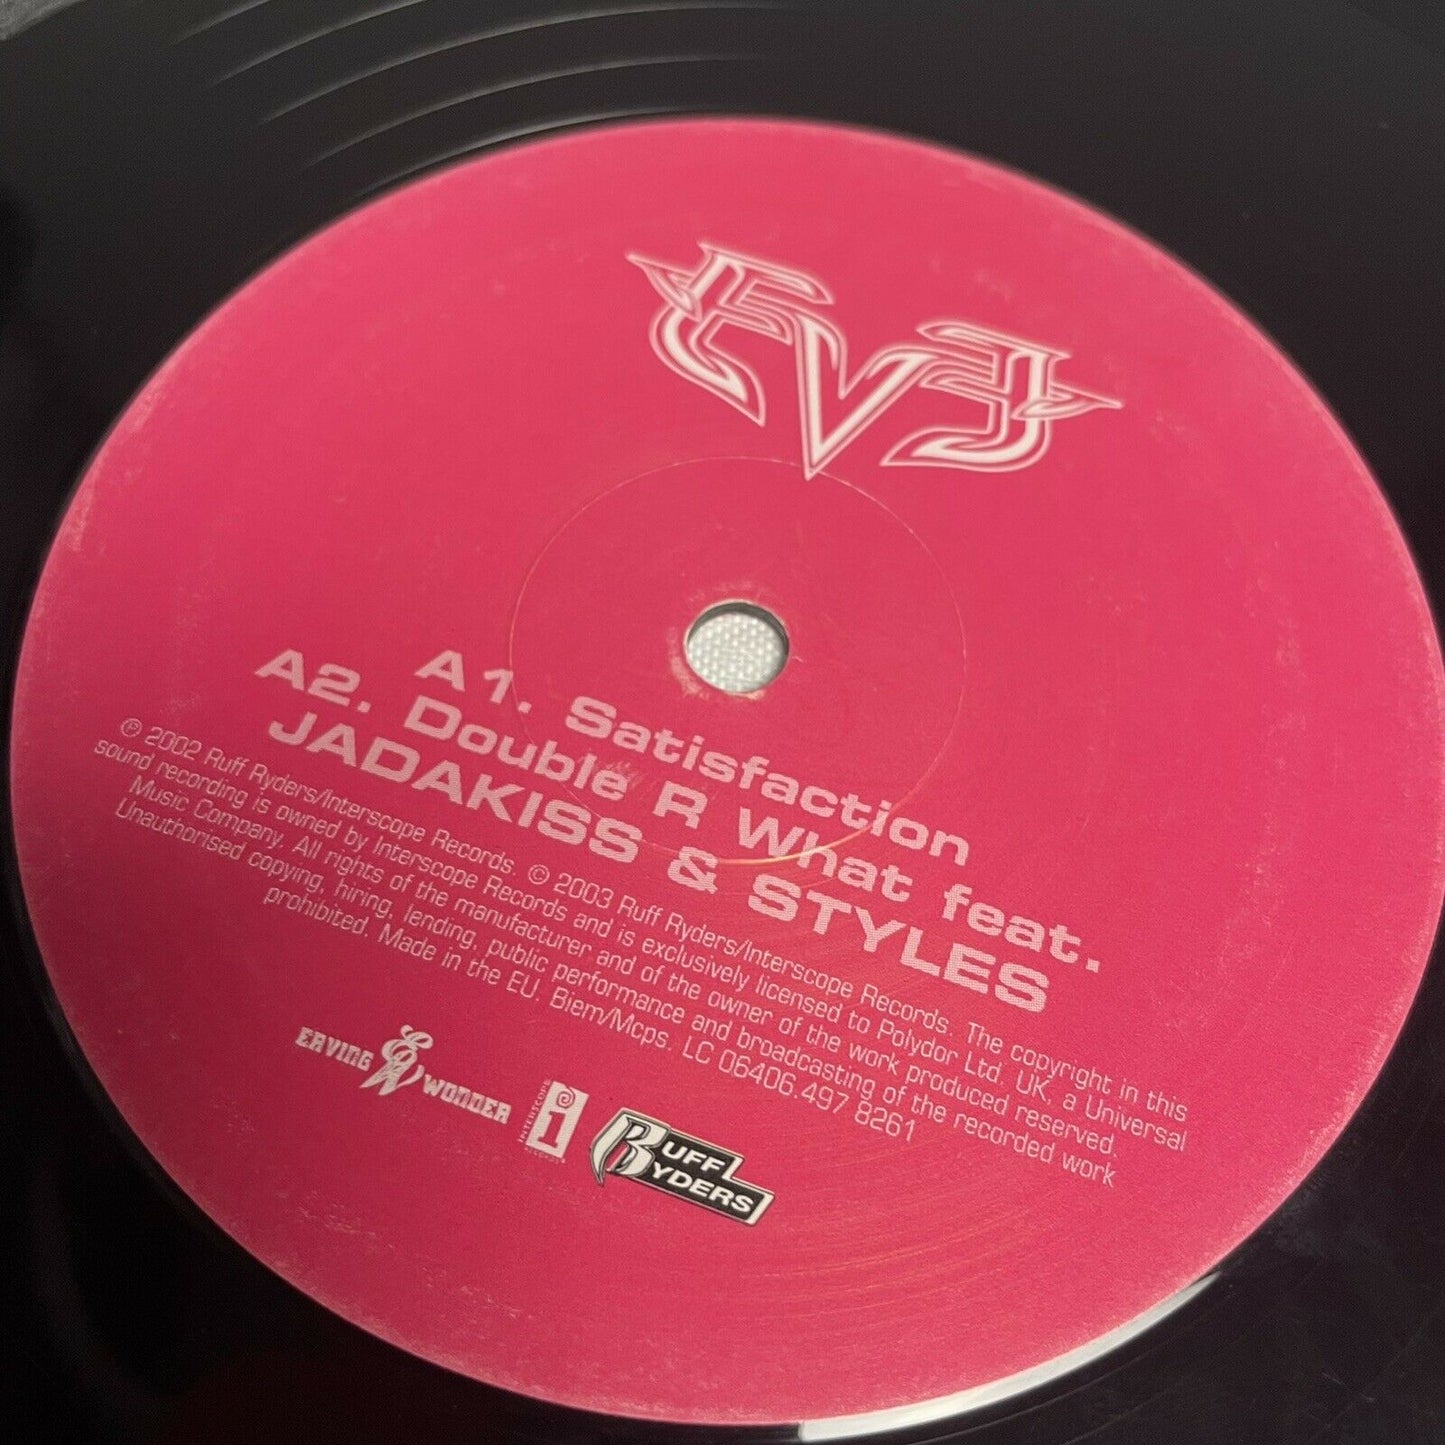 EVE
A1. Satisfaction
A2. Double R What feat.
JADAKISS & STYLES
℗ 2002 Ruff Ryders/Interscope Records. © 2003 Ruff Ryders/Interscope Records. The copyright in this
sound recording is owned by Interscope Records and is exclusively licensed to Polydor Ltd. UK, a Universal
Music Company. All rights of the manufacturer and of the owner of the work produced reserved.
Unauthorised copying, hiring, lending, public performance and broadcasting of the recorded work
prohibited. Made in the EU. Biem/Mcps. LC 06406.497 8261
ERVING WONDER
INTERSCOPE
i
RUFF
RYDERS